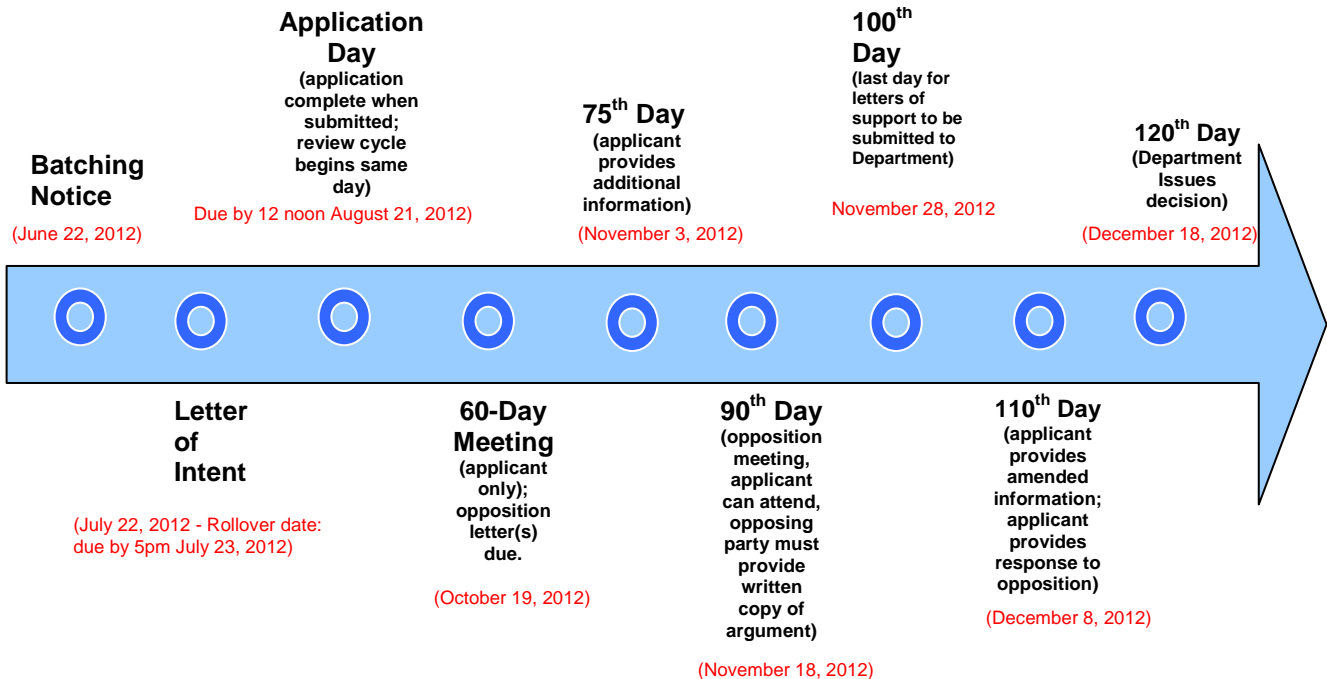 Batching
Notice
(June 22, 2012)
Letter
of
Intent
(July 22, 2012 - Rollover date:
due by 5pm July 23, 2012)
Application
Day
(application
complete when
submitted;
review cycle
begins same
day)
Due by 12 noon August 21, 2012)
60-Day
Meeting
(applicant
only);
opposition
letter(s)
due.
(October 19, 2012)
75th Day
(applicant
provides
additional
information)
(November 3, 2012)
90th Day
(opposition
meeting,
applicant
can attend,
opposing
party must
provide
written
copy of
argument)
(November 18, 2012)
100th
Day
(last day for
letters of
support to be
submitted to
Department)
November 28, 2012
110th Day
(applicant
provides
amended
information;
applicant
provides
response to
opposition)
(December 8, 2012)
120th Day
(Department
Issues
decision)
(December 18, 2012)